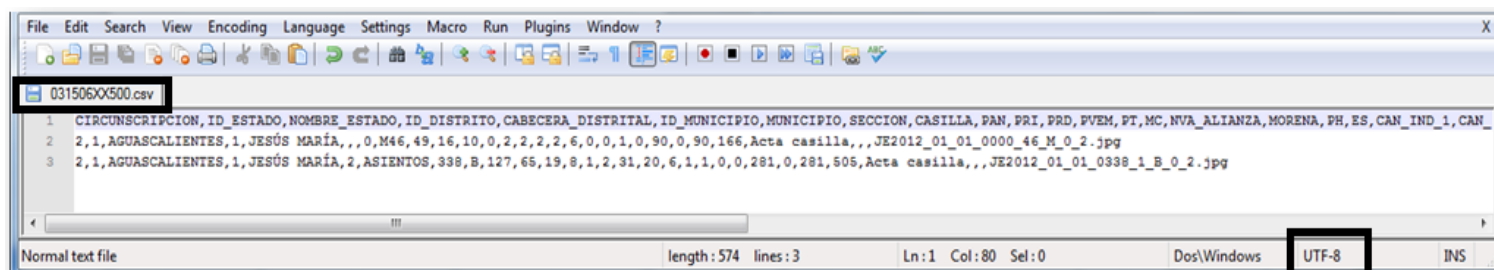 File Edit Search View Encoding Language Settings Macro Run Plugins Window ? X
031506XX500.csv
1 CIRCUNSCRIPCION,ID_ESTADO,NOMBRE_ESTADO,ID_DISTRITO,CABECERA_DISTRITAL,ID_MUNICIPIO,MUNICIPIO,SECCION,CASILLA,PAN,PRI,PRD,PVEM,PT,MC,NVA_ALIANZA,MORENA,PH,ES,CAN_IND_1,CAN_
2 2,1,AGUASCALIENTES,1,JESÚS MARÍA,,,0,M46,49,16,10,0,2,2,2,2,6,0,0,1,0,90,0,90,166,Acta casilla,,,JE2012_01_01_0000_46_M_0_2.jpg
3 2,1,AGUASCALIENTES,1,JESÚS MARÍA,2,ASIENTOS,338,B,127,65,19,8,1,2,31,20,6,1,1,0,0,281,0,281,505,Acta casilla,,,JE2012_01_01_0338_1_B_0_2.jpg
Normal text file length : 574 lines : 3 Ln : 1 Col : 80 Sel : 0 Dos\Windows UTF-8 INS